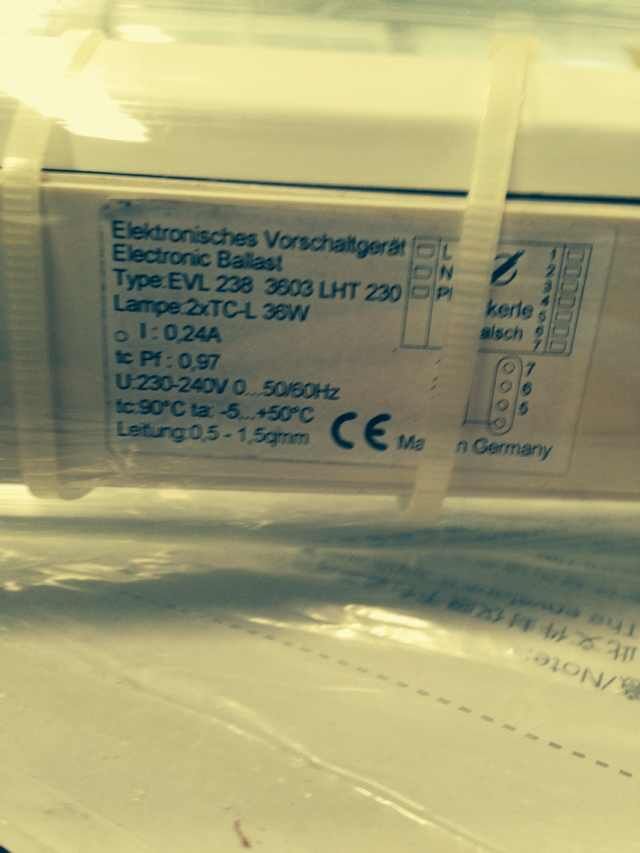 Elektronisches Vorschaltgerät
Electronic Ballast
Type:EVL 238 3603 LHT 230
Lampe:2xTC-L 36W
I : 0,24A
tc Pf : 0,97
U:230-240V 0...50/60Hz
tc:90°C ta: -5...+50°C
Leitung:0,5 - 1,5qmm
CE
Germany
L
N
1
2
3
4
5
6
7
7
6
5
/Note: